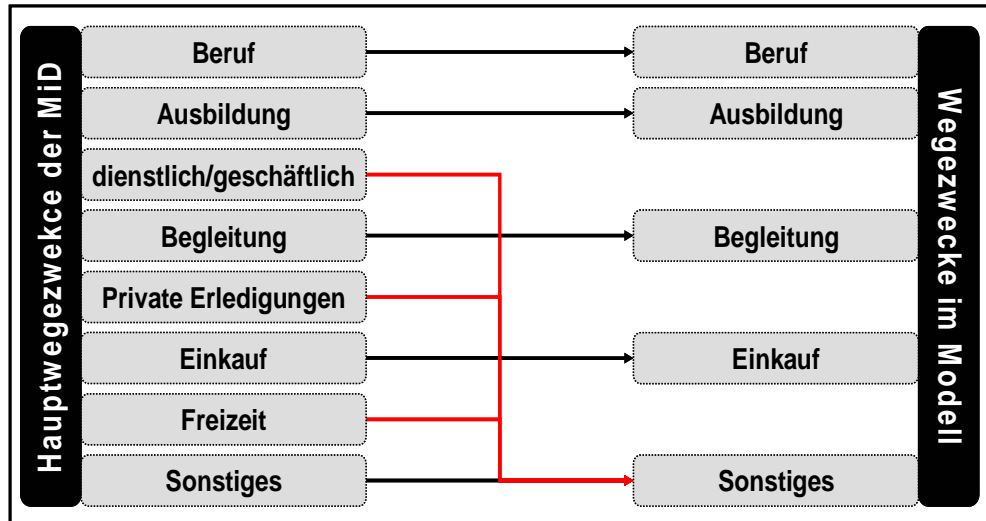 Hauptwegezwekce der MiD
Beruf
Ausbildung
dienstlich/geschäftlich
Begleitung
Private Erledigungen
Einkauf
Freizeit
Sonstiges
Beruf
Ausbildung
Begleitung
Einkauf
Sonstiges
Wegezwecke im Modell